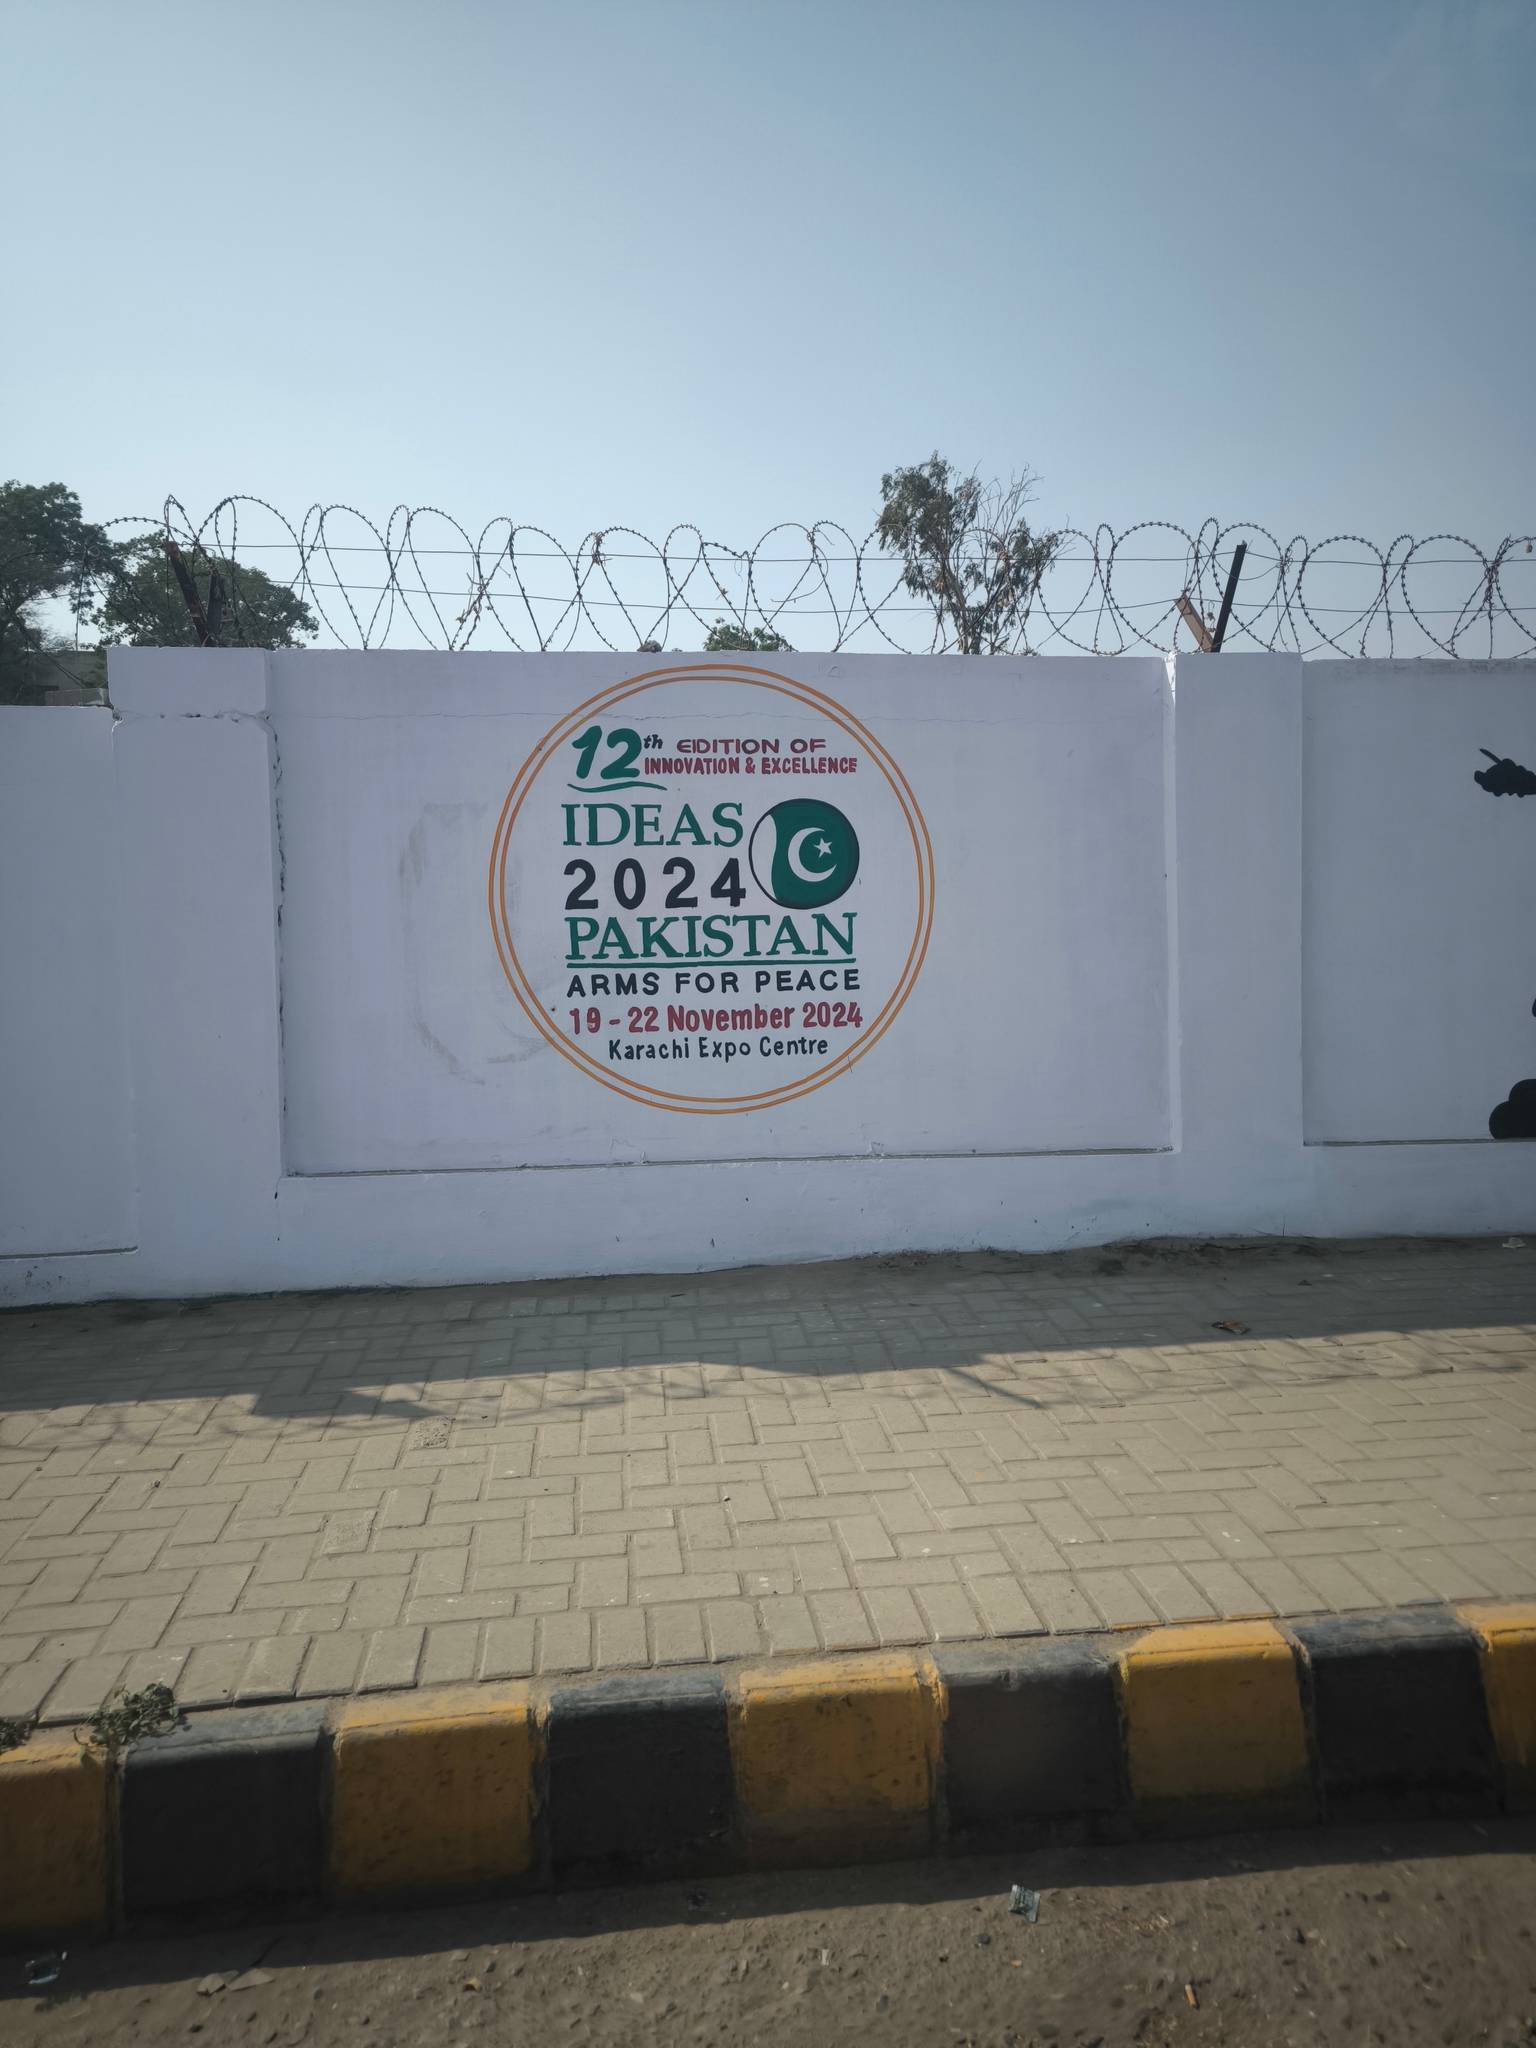 12th EDITION OF
INNOVATION & EXCELLENCE
IDEAS
2024
PAKISTAN
ARMS FOR PEACE
19 - 22 November 2024
Karachi Expo Centre